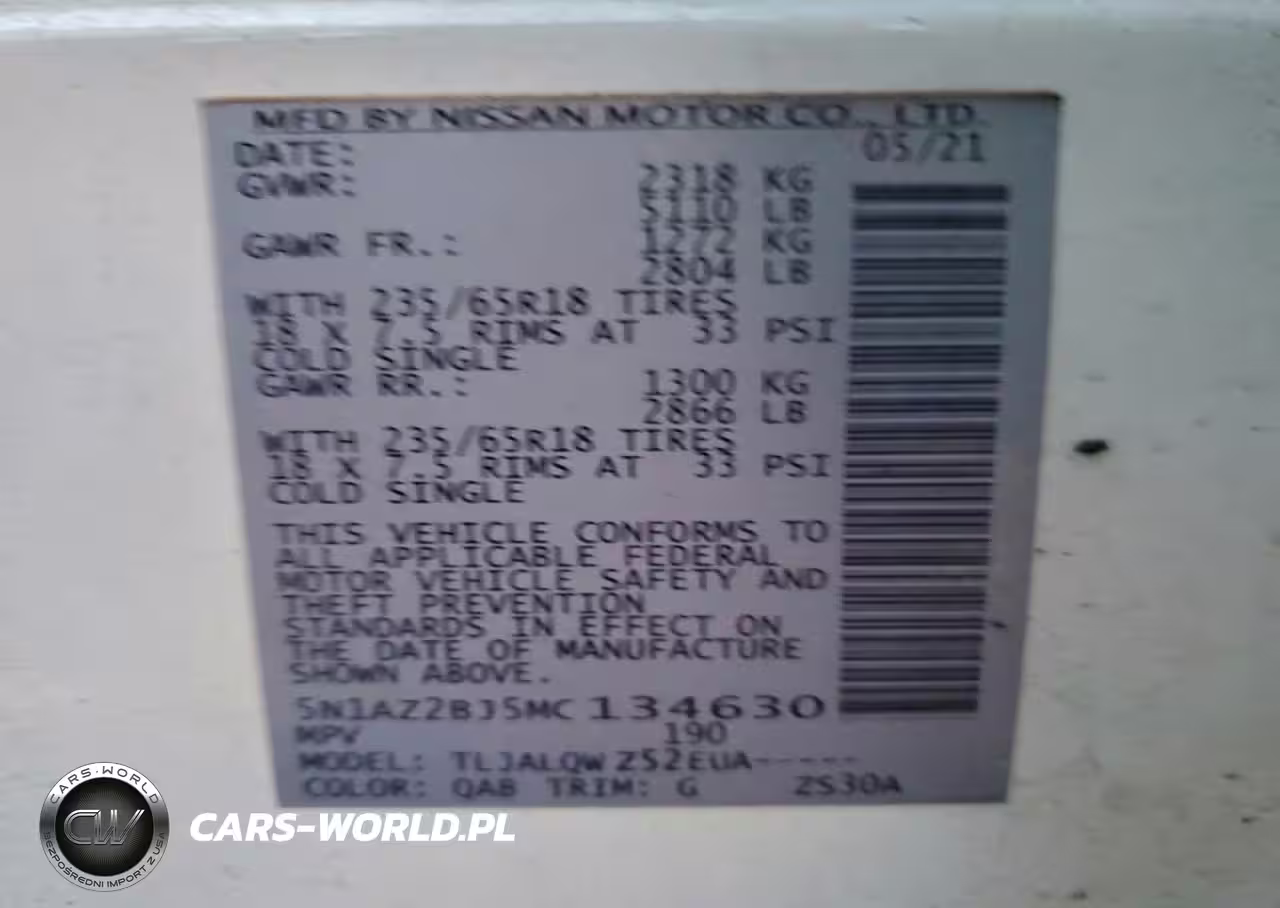 MFD BY NISSAN MOTOR CO., LTD.
DATE: 05/21
GVWR: 2318 KG
5110 LB
GAWR FR.: 1272 KG
2804 LB
WITH 235/65R18 TIRES
18 X 7.5 RIMS AT 33 PSI
COLD SINGLE
GAWR RR.: 1300 KG
2866 LB
WITH 235/65R18 TIRES
18 X 7.5 RIMS AT 33 PSI
COLD SINGLE
THIS VEHICLE CONFORMS TO
ALL APPLICABLE FEDERAL
MOTOR VEHICLE SAFETY AND
THEFT PREVENTION
STANDARDS IN EFFECT ON
THE DATE OF MANUFACTURE
SHOWN ABOVE.
5N1AZ2BJ5MC134630
MPV 190
MODEL: TLJALQWZ52EUA-----
COLOR: QAB TRIM: G ZS30A
CARS-WORLD
CW
BEZPOŚREDNI IMPORT Z USA
CARS-WORLD.PL